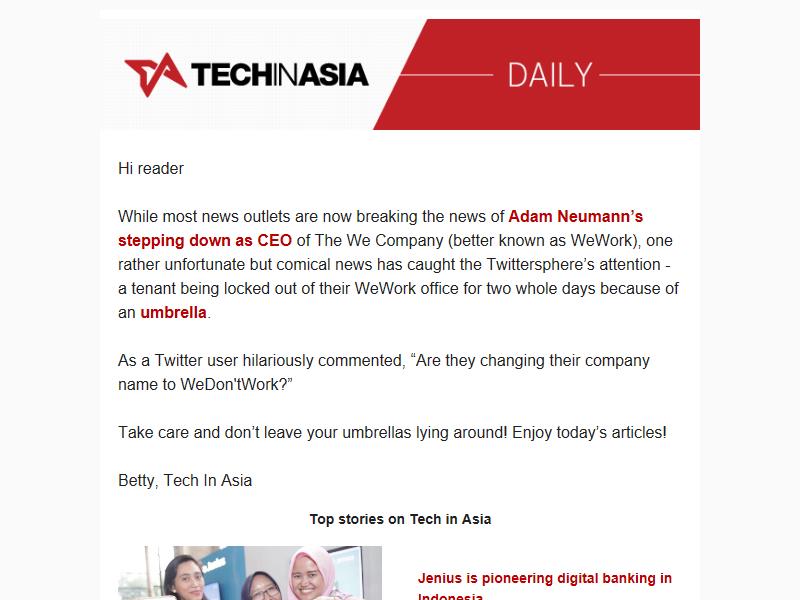 TECHINASIA
DAILY
Hi reader
While most news outlets are now breaking the news of Adam Neumann’s
stepping down as CEO of The We Company (better known as WeWork), one
rather unfortunate but comical news has caught the Twittersphere’s attention -
a tenant being locked out of their WeWork office for two whole days because of
an umbrella.
As a Twitter user hilariously commented, “Are they changing their company
name to WeDon'tWork?”
Take care and don’t leave your umbrellas lying around! Enjoy today’s articles!
Betty, Tech In Asia
Top stories on Tech in Asia
Jenius is pioneering digital banking in
Indonesia